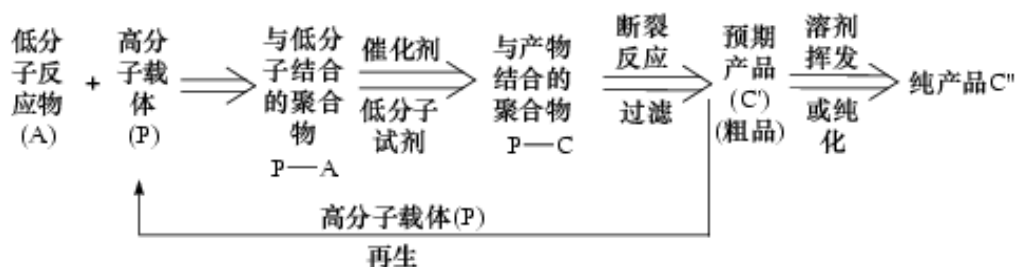 低分
子反
应物
(A)
+
高分
子载
体
(P)
与低分
子结合
的聚合
物
P—A
催化剂
低分子
试剂
与产物
结合的
聚合物
P—C
断裂
反应
过滤
预期
产品
(C')
(粗品)
溶剂
挥发
或纯
化
纯产品C"
高分子载体(P)
再生